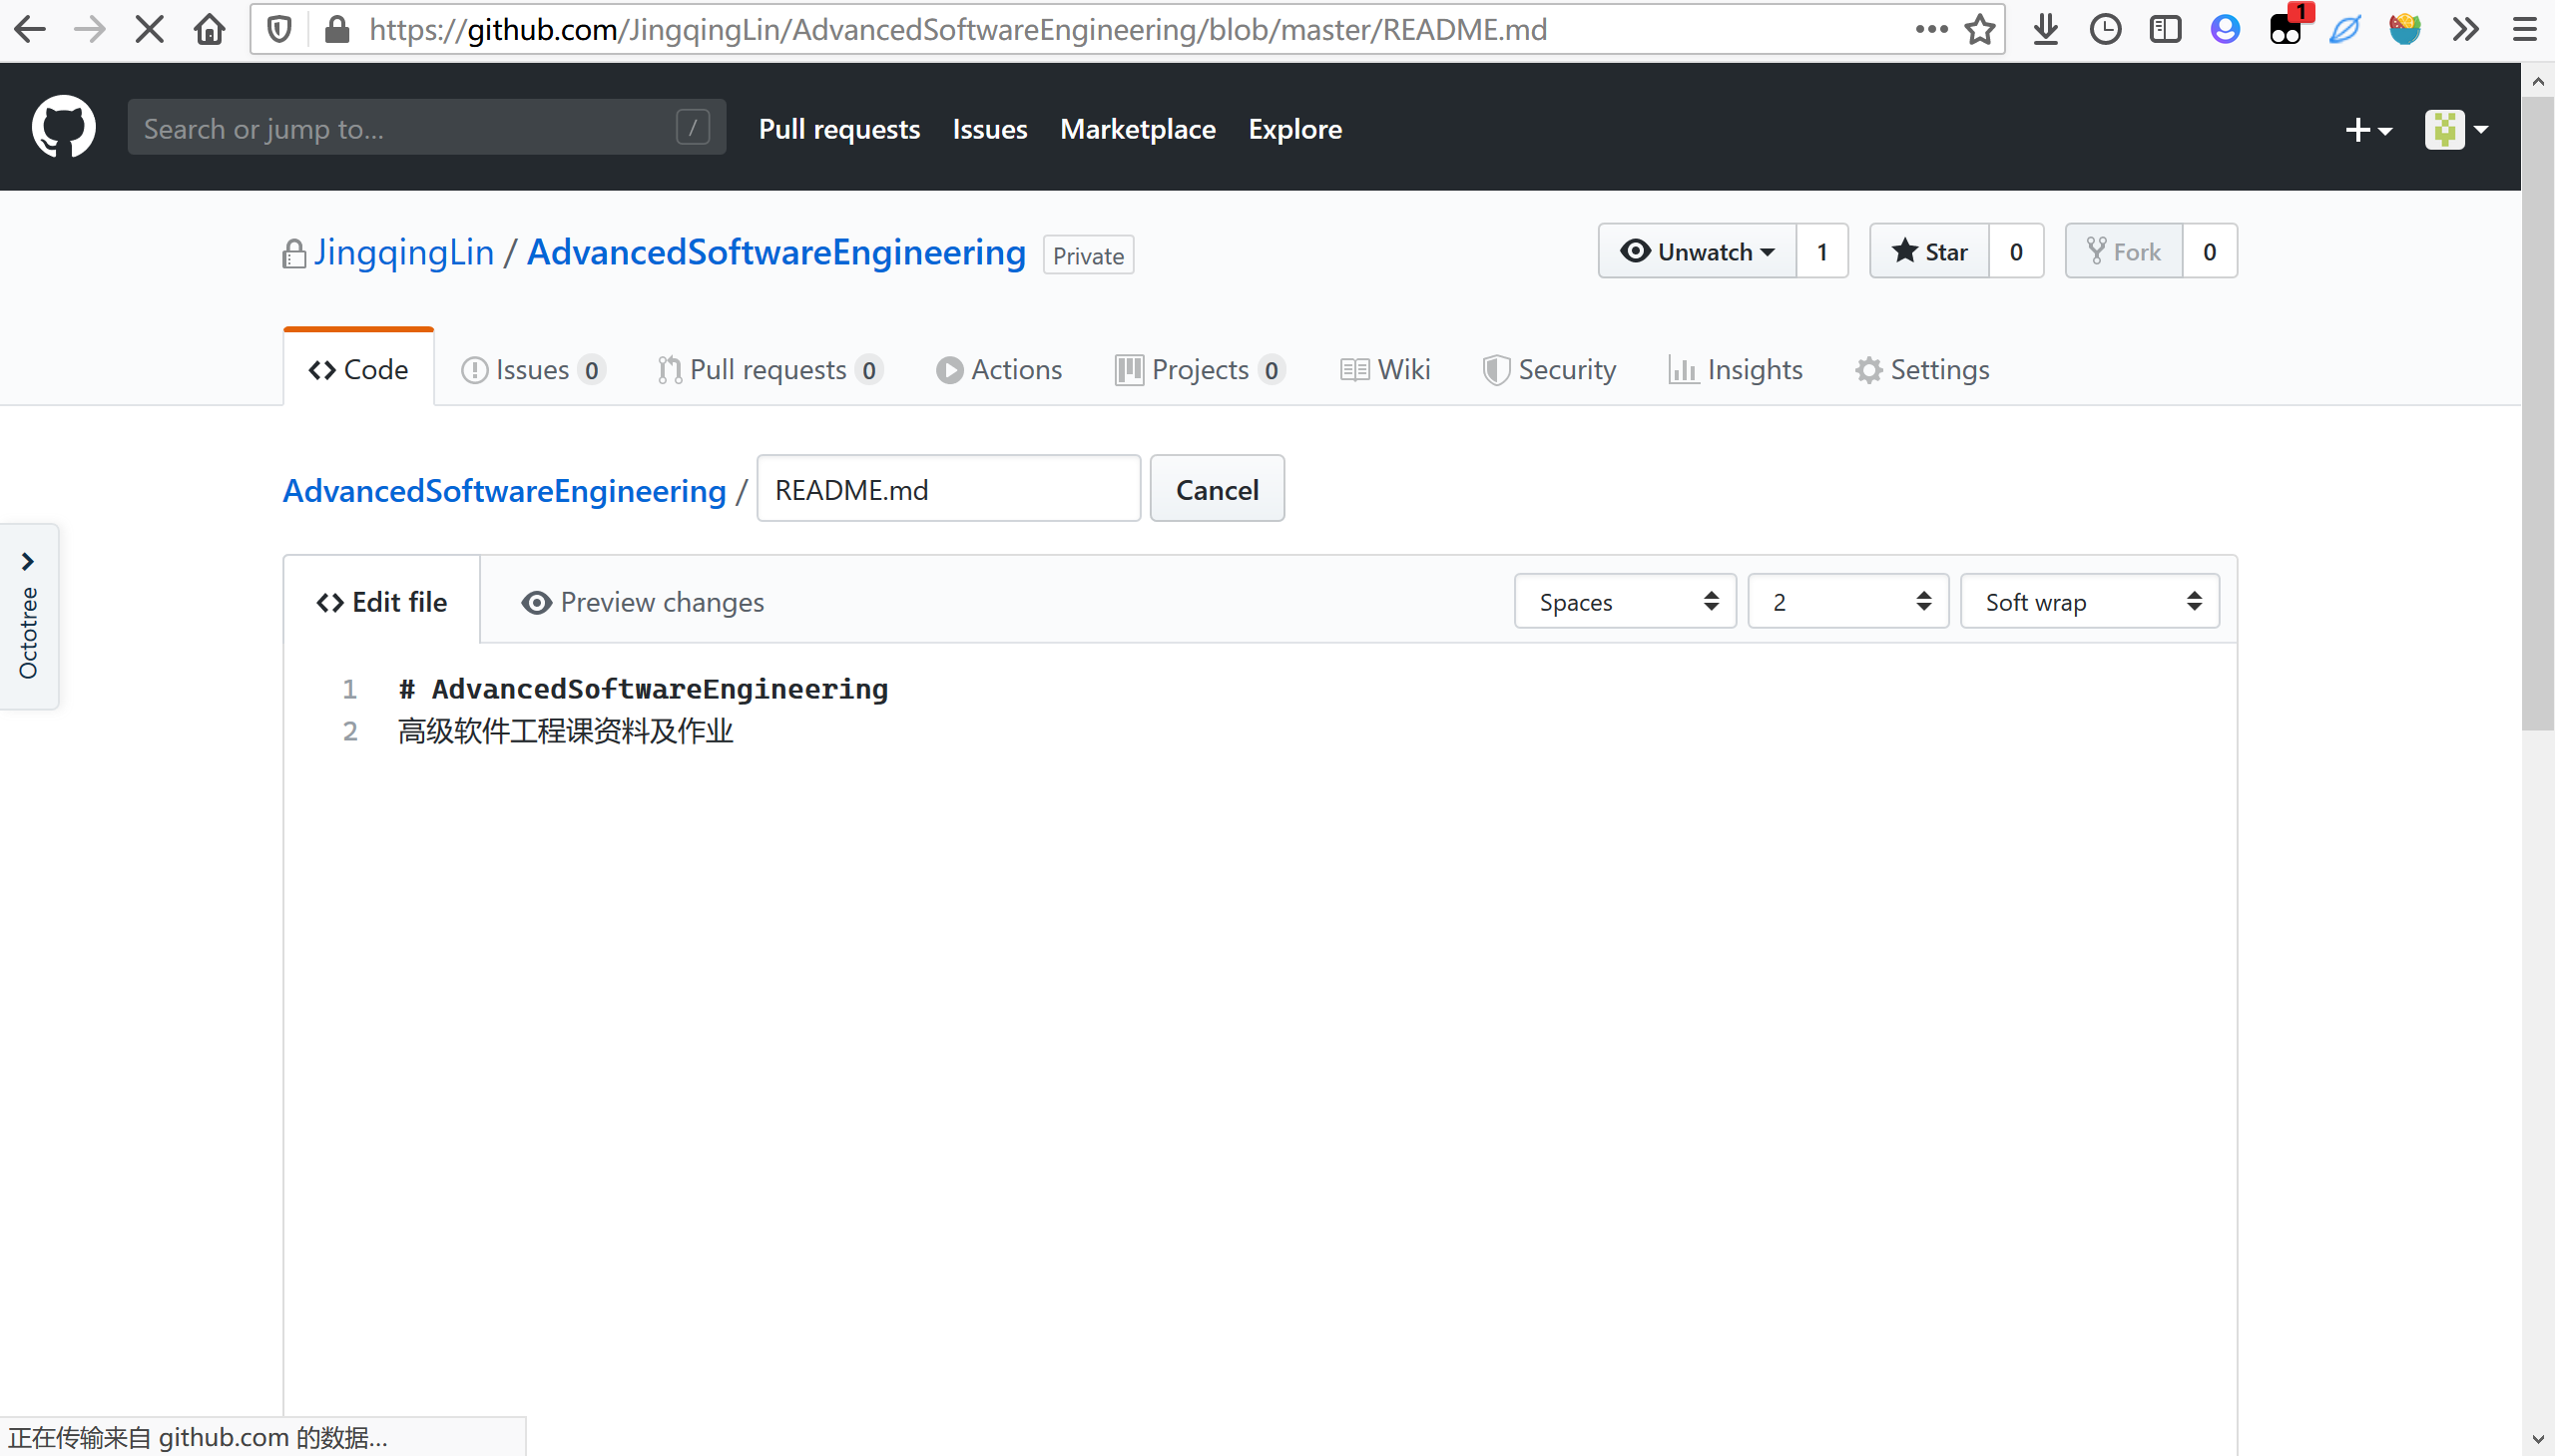 https://github.com/JingqingLin/AdvancedSoftwareEngineering/blob/master/README.md
1
Search or jump to... /
Pull requests Issues Marketplace Explore
JingqingLin / AdvancedSoftwareEngineering Private
Unwatch 1 Star 0 Fork 0
Code Issues 0 Pull requests 0 Actions Projects 0 Wiki Security Insights Settings
AdvancedSoftwareEngineering / README.md Cancel
Octotree
Edit file Preview changes Spaces 2 Soft wrap
1 # AdvancedSoftwareEngineering
2 高级软件工程课资料及作业
正在传输来自 github.com 的数据...